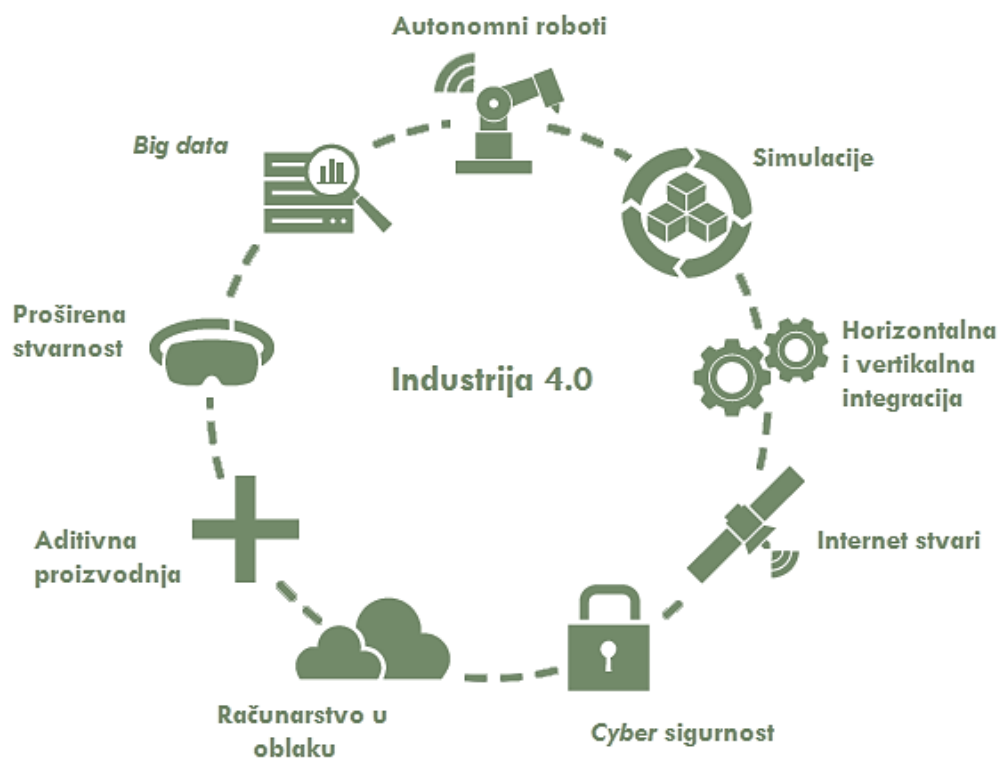 Autonomni roboti
Big data
Simulacije
Proširena
stvarnost
Horizontalna
i vertikalna
integracija
Industrija 4.0
Aditivna
proizvodnja
Internet stvari
Računarstvo u
oblaku
Cyber sigurnost